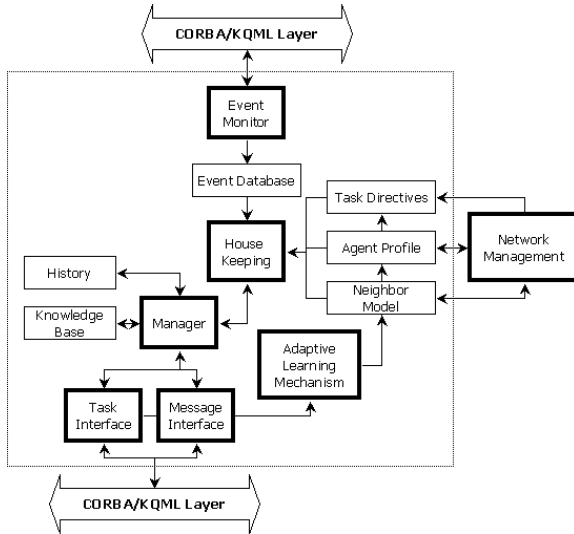 CORBA/KQML Layer
Event
Monitor
Event Database
Task Directives
House
Keeping
Agent Profile
Network
Management
History
Neighbor
Model
Knowledge
Base
Manager
Adaptive
Learning
Mechanism
Task
Interface
Message
Interface
CORBA/KQML Layer